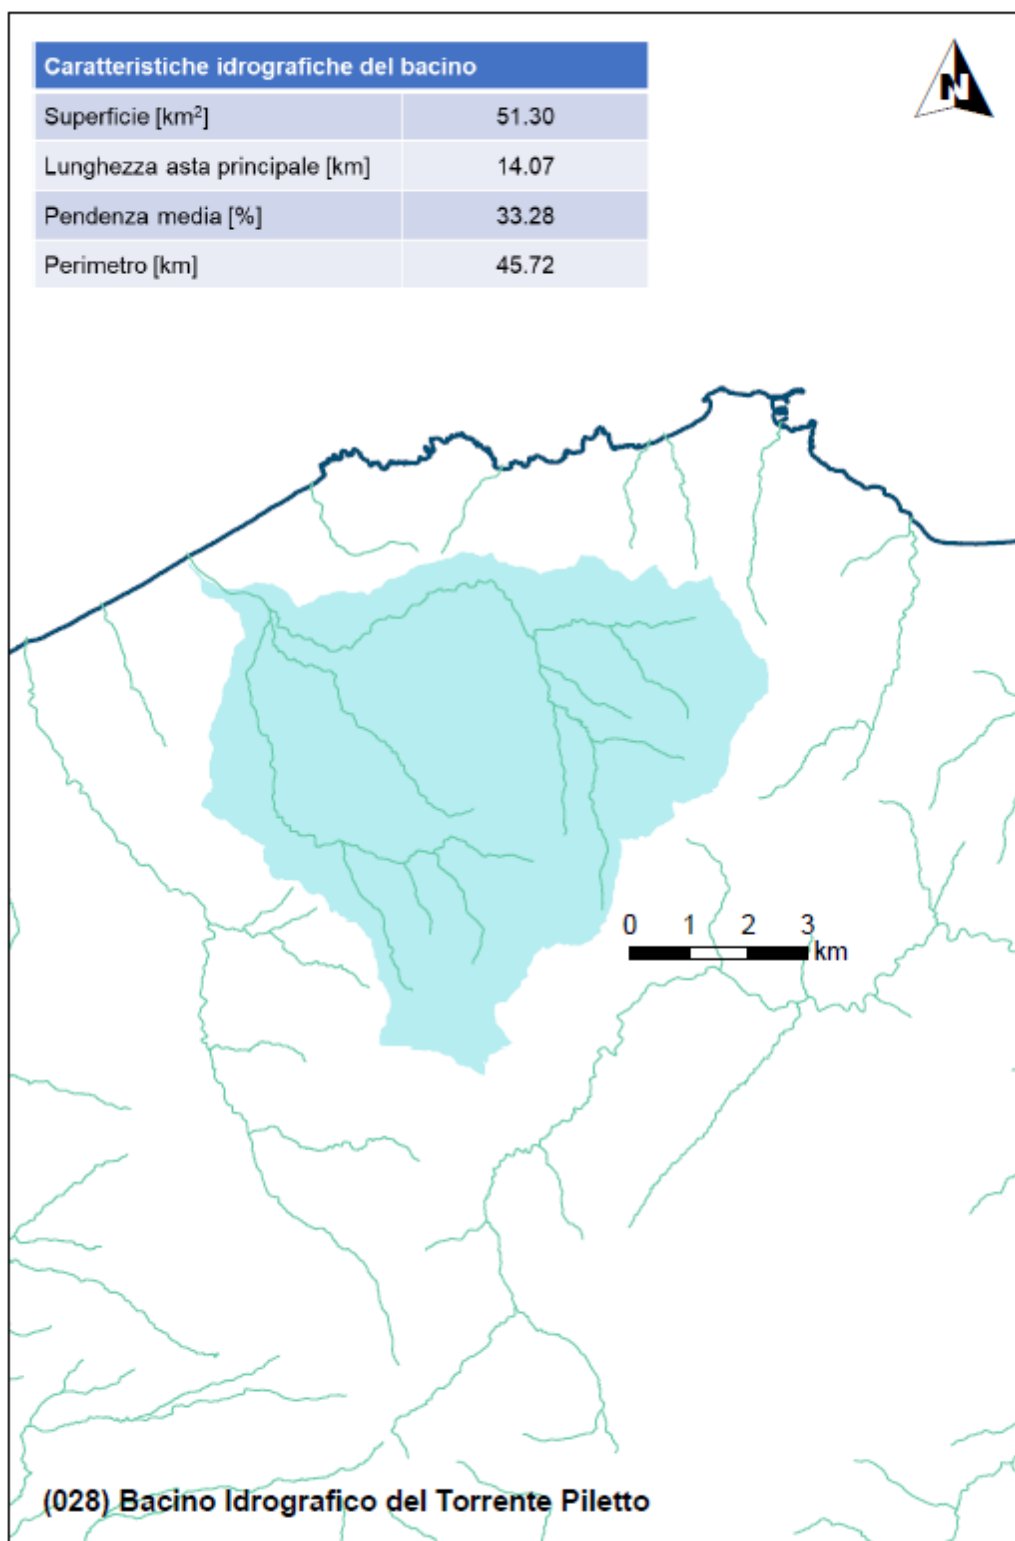 Caratteristiche idrografiche del bacino
Superficie [km²] 51.30
Lunghezza asta principale [km] 14.07
Pendenza media [%] 33.28
Perimetro [km] 45.72
N
0 1 2 3
km
(028) Bacino Idrografico del Torrente Piletto